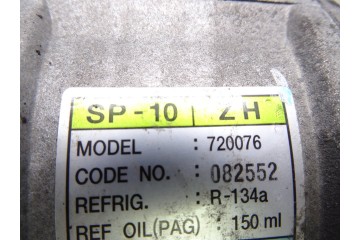 SP-10 ZH
MODEL : 720076
CODE NO. : 082552
REFRIG. : R-134a
REF OIL(PAG) : 150 ml